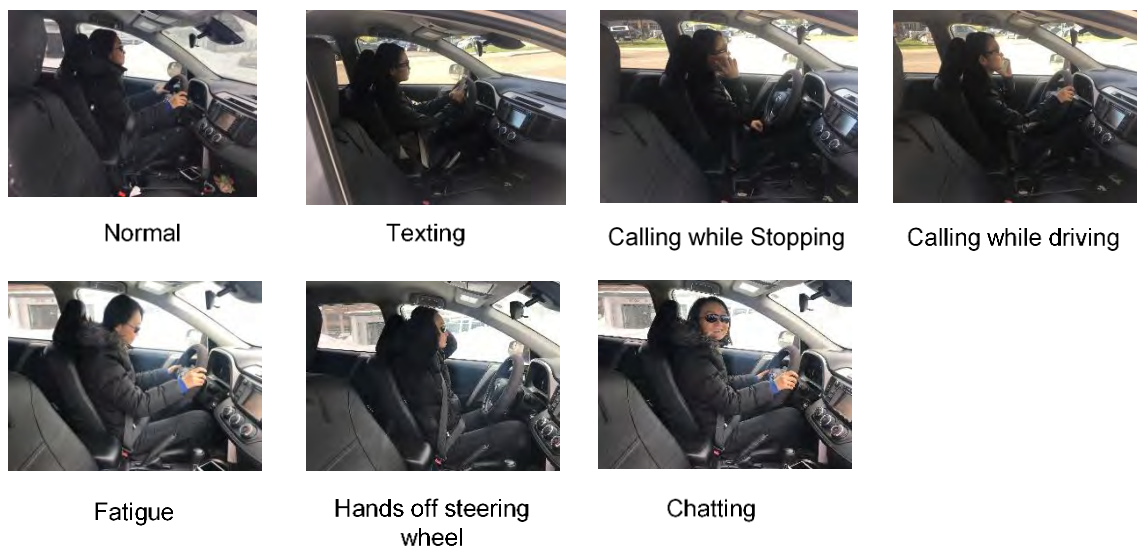 Normal
Texting
Calling while Stopping
Calling while driving
Fatigue
Hands off steering
wheel
Chatting